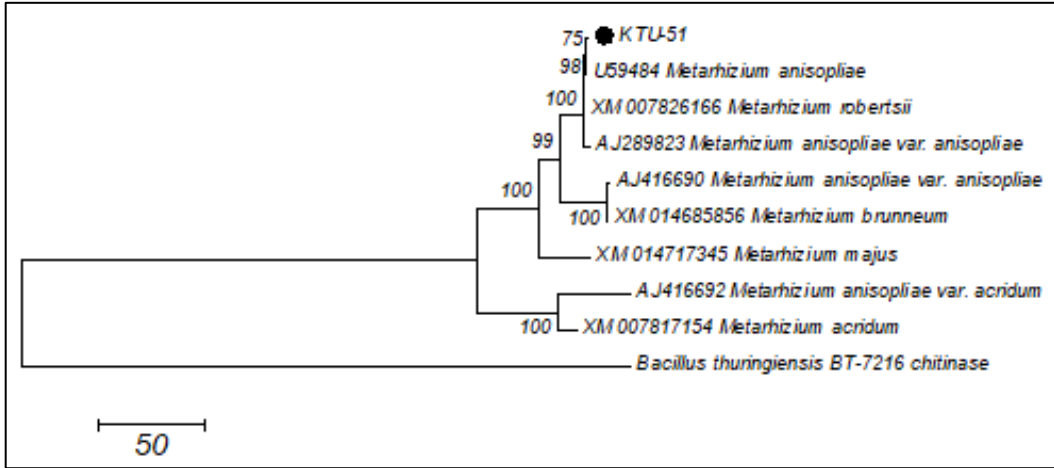 75 KTU-51
98 U59484 Metarhizium anisopliae
100 XM 007826166 Metarhizium robertsii
99 AJ289823 Metarhizium anisopliae var. anisopliae
AJ416690 Metarhizium anisopliae var. anisopliae
100
100 XM 014685856 Metarhizium brunneum
XM 014717345 Metarhizium majus
AJ416692 Metarhizium anisopliae var. acridum
100 XM 007817154 Metarhizium acridum
Bacillus thuringiensis BT-7216 chitinase
50